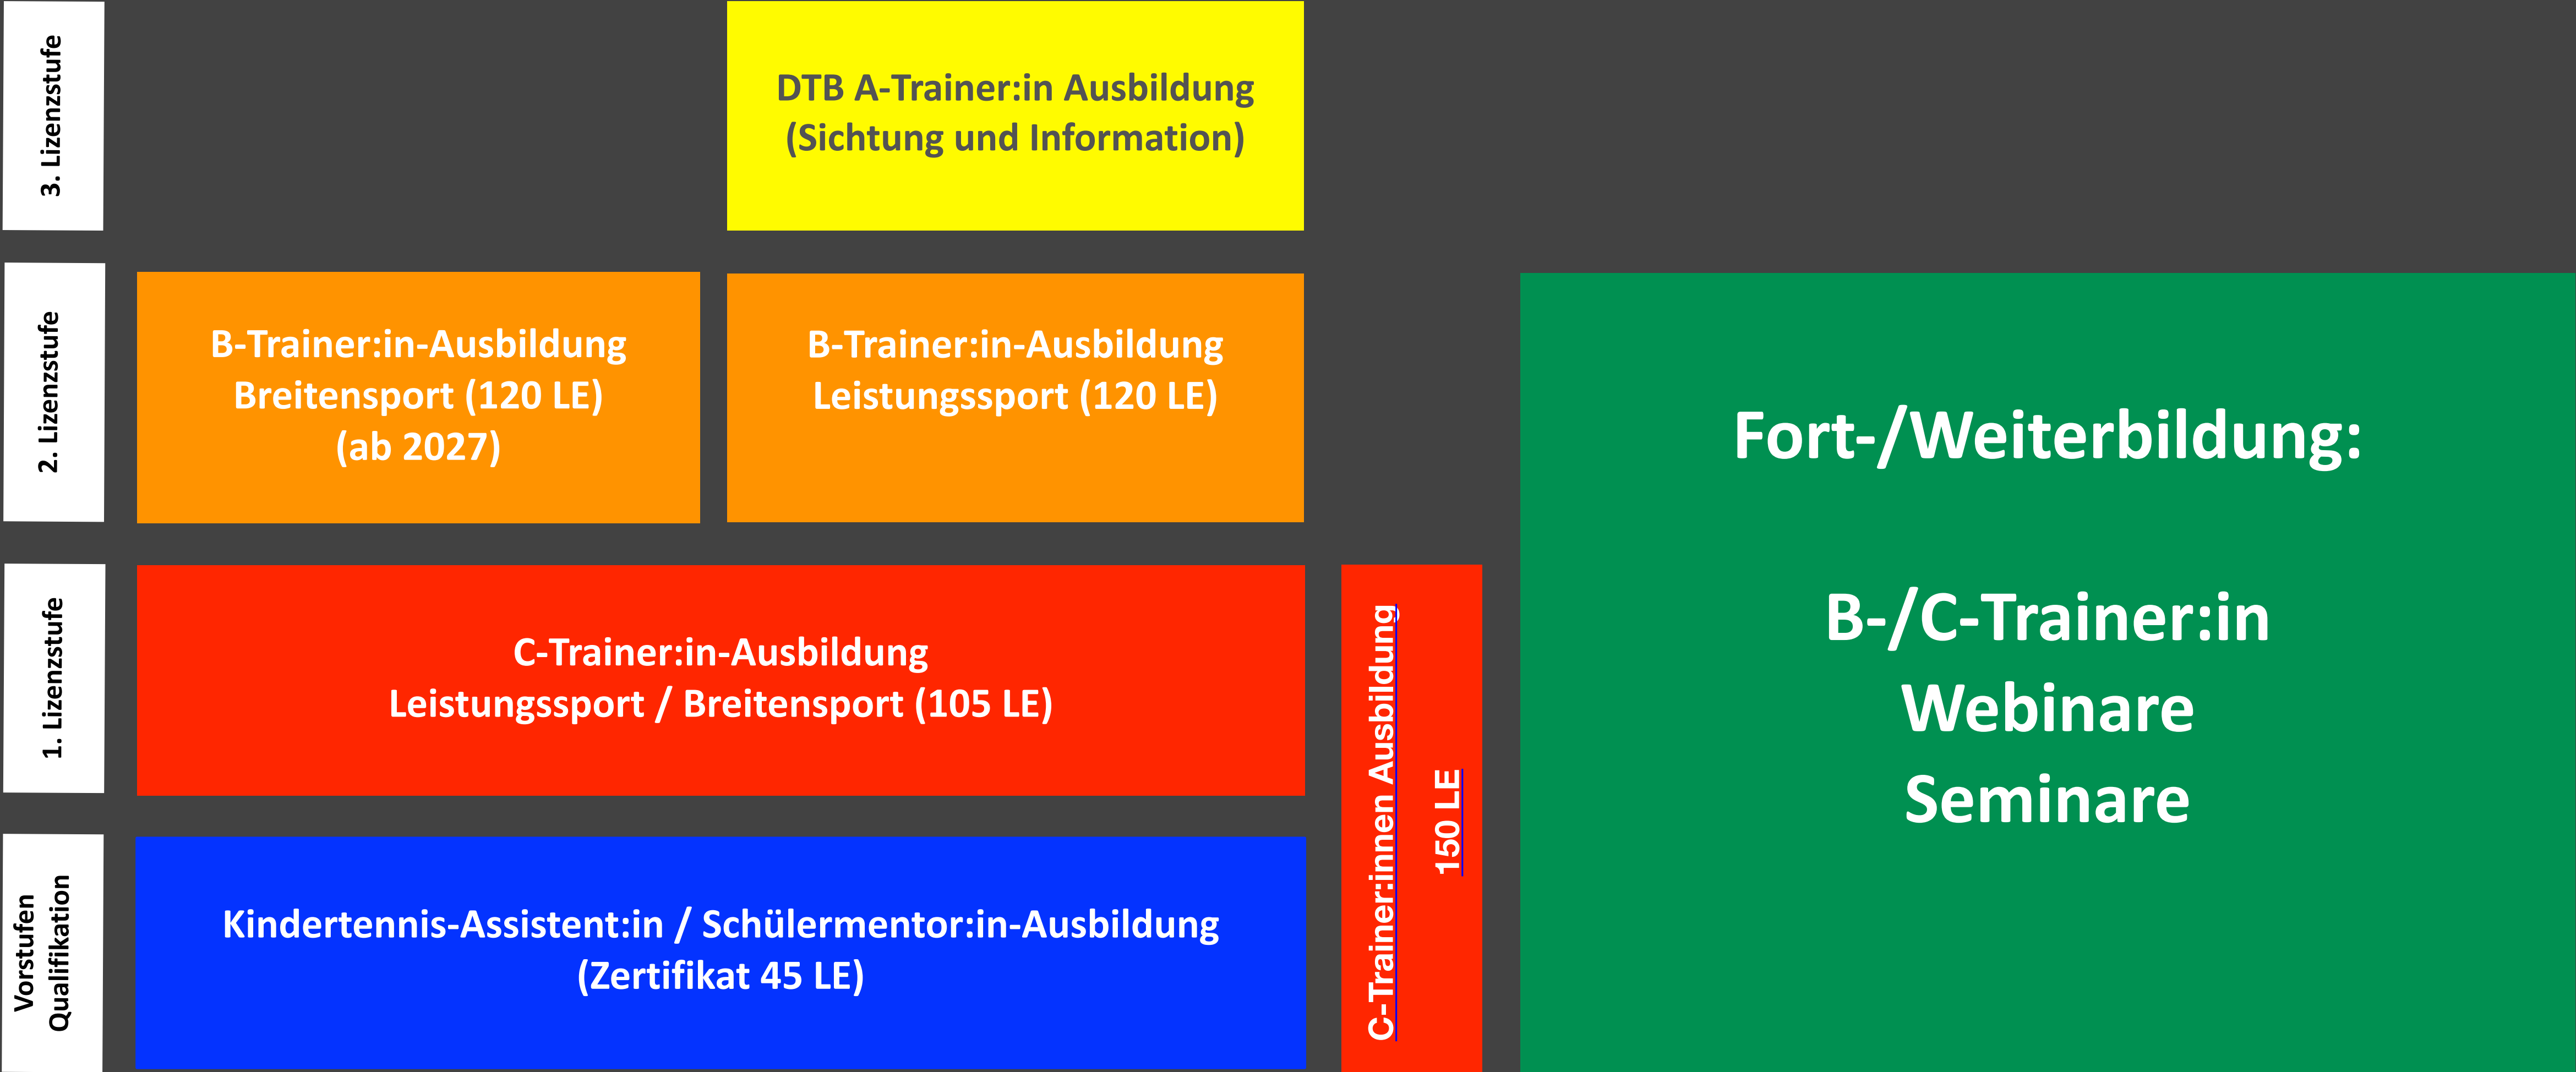 3. Lizenzstufe
DTB A-Trainer:in Ausbildung
(Sichtung und Information)
2. Lizenzstufe
B-Trainer:in-Ausbildung
Breitensport (120 LE)
(ab 2027)
B-Trainer:in-Ausbildung
Leistungssport (120 LE)
1. Lizenzstufe
C-Trainer:in-Ausbildung
Leistungssport / Breitensport (105 LE)
Vorstufen
Qualifikation
Kindertennis-Assistent:in / Schülermentor:in-Ausbildung
(Zertifikat 45 LE)
C-Trainer:innen Ausbildung
150 LE
Fort-/Weiterbildung:
B-/C-Trainer:in
Webinare
Seminare